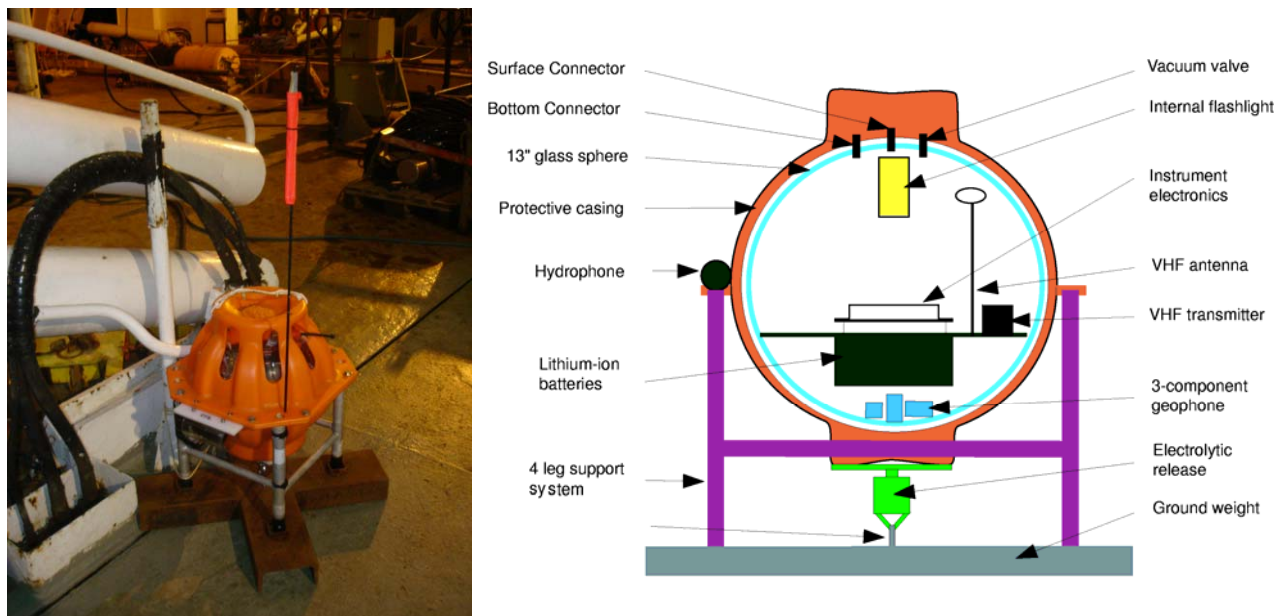 Surface Connector
Bottom Connector
13" glass sphere
Protective casing
Hydrophone
Lithium-ion
batteries
4 leg support
system
Vacuum valve
Internal flashlight
Instrument
electronics
VHF antenna
VHF transmitter
3-component
geophone
Electrolytic
release
Ground weight